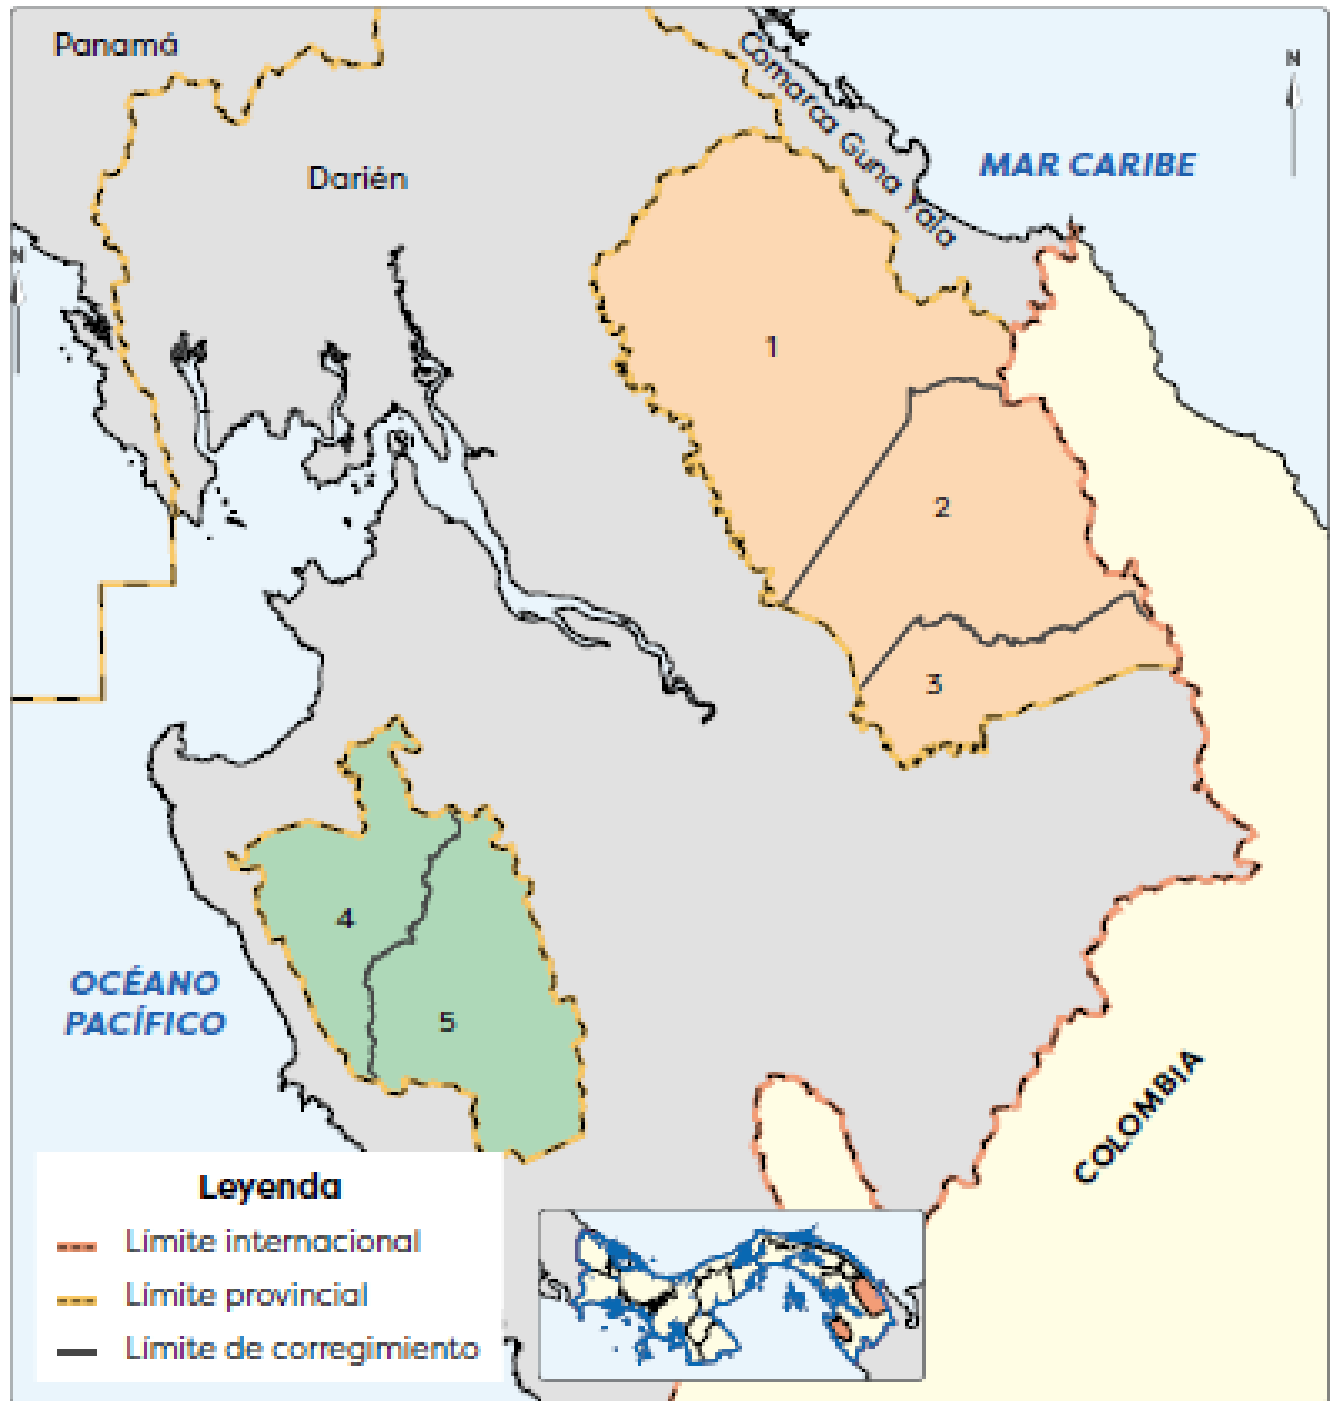 Panamá
Comarca Guna Yala
N
Darién
MAR CARIBE
N
1
2
3
4
OCÉANO
PACÍFICO
5
COLOMBIA
Leyenda
Límite internacional
Límite provincial
Límite de corregimiento